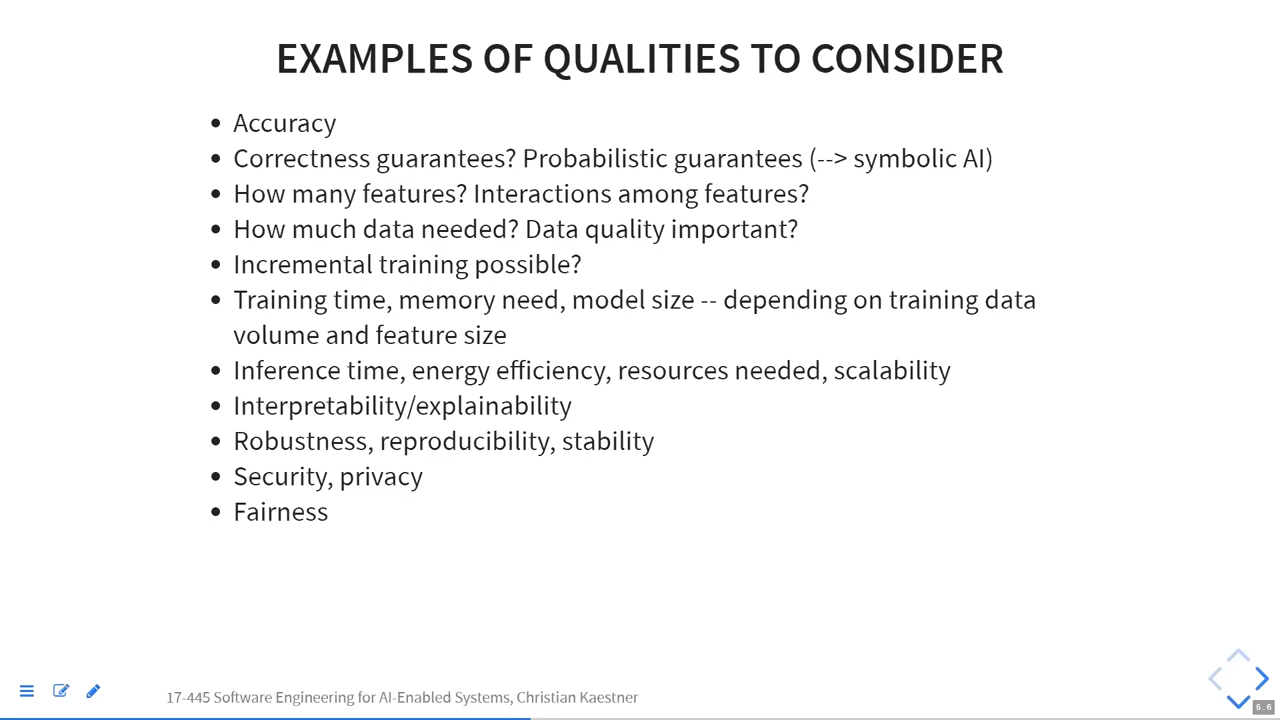 EXAMPLES OF QUALITIES TO CONSIDER
• Accuracy
• Correctness guarantees? Probabilistic guarantees (--> symbolic AI)
• How many features? Interactions among features?
• How much data needed? Data quality important?
• Incremental training possible?
• Training time, memory need, model size -- depending on training data
volume and feature size
• Inference time, energy efficiency, resources needed, scalability
• Interpretability/explainability
• Robustness, reproducibility, stability
• Security, privacy
• Fairness
17-445 Software Engineering for AI-Enabled Systems, Christian Kaestner
6.6